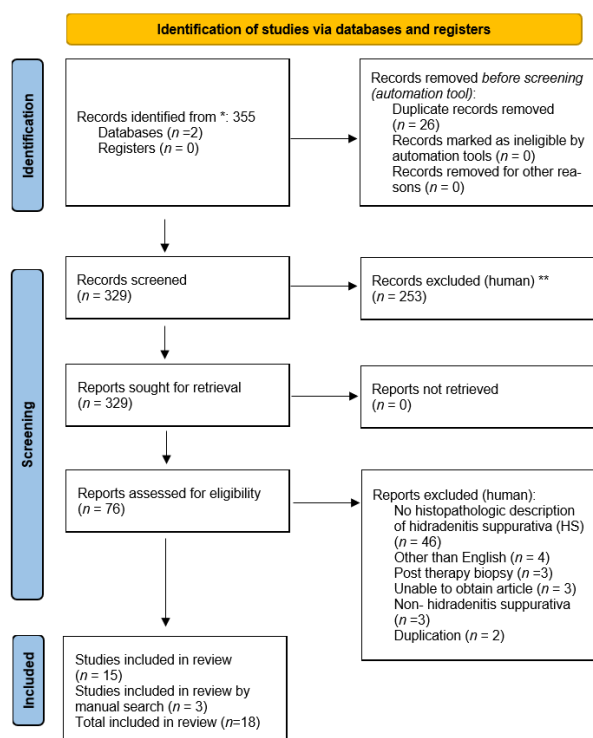 Identification of studies via databases and registers
Identification
Records identified from *: 355
Databases (n =2)
Registers (n = 0)
Records removed before screening
(automation tool):
Duplicate records removed
(n = 26)
Records marked as ineligible by
automation tools (n = 0)
Records removed for other rea-
sons (n = 0)
Screening
Records screened
(n = 329)
Records excluded (human) **
(n = 253)
Reports sought for retrieval
(n = 329)
Reports not retrieved
(n = 0)
Reports assessed for eligibility
(n = 76)
Reports excluded (human):
No histopathologic description
of hidradenitis suppurativa (HS)
(n = 46)
Other than English (n = 4)
Post therapy biopsy (n =3)
Unable to obtain article (n = 3)
Non- hidradenitis suppurativa
(n =3)
Duplication (n = 2)
Included
Studies included in review
(n = 15)
Studies included in review by
manual search (n = 3)
Total included in review (n=18)